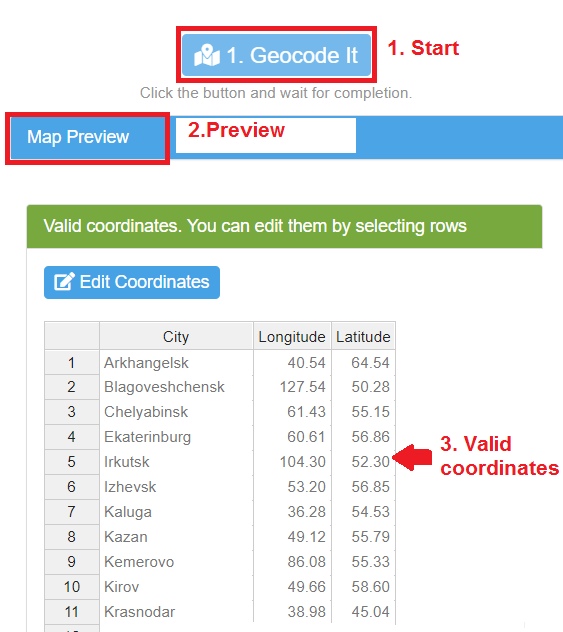 1. Geocode It
1. Start
Click the button and wait for completion.
Map Preview
2.Preview
Valid coordinates. You can edit them by selecting rows
Edit Coordinates
City Longitude Latitude
1 Arkhangelsk 40.54 64.54
2 Blagoveshchensk 127.54 50.28
3 Chelyabinsk 61.43 55.15
4 Ekaterinburg 60.61 56.86
5 Irkutsk 104.30 52.30
6 Izhevsk 53.20 56.85
7 Kaluga 36.28 54.53
8 Kazan 49.12 55.79
9 Kemerovo 86.08 55.33
10 Kirov 49.66 58.60
11 Krasnodar 38.98 45.04
3. Valid
coordinates